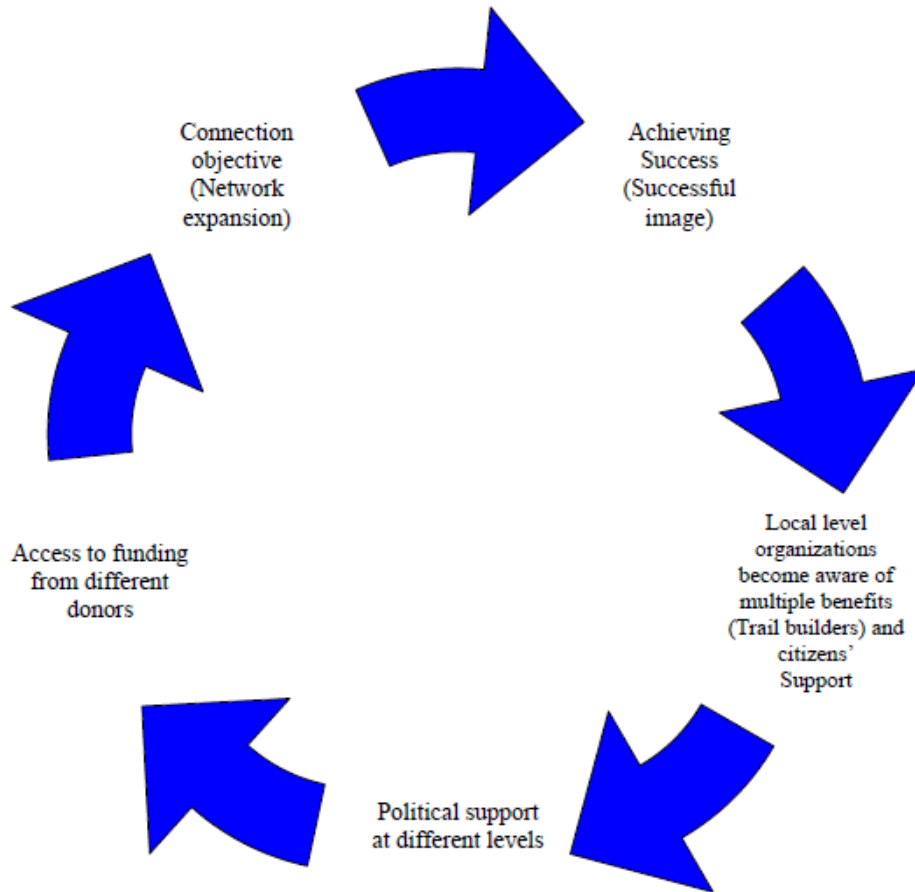 Connection
objective
(Network
expansion)
Achieving
Success
(Successful
image)
Local level
organizations
become aware of
multiple benefits
(Trail builders) and
citizens’
Support
Political support
at different levels
Access to funding
from different
donors